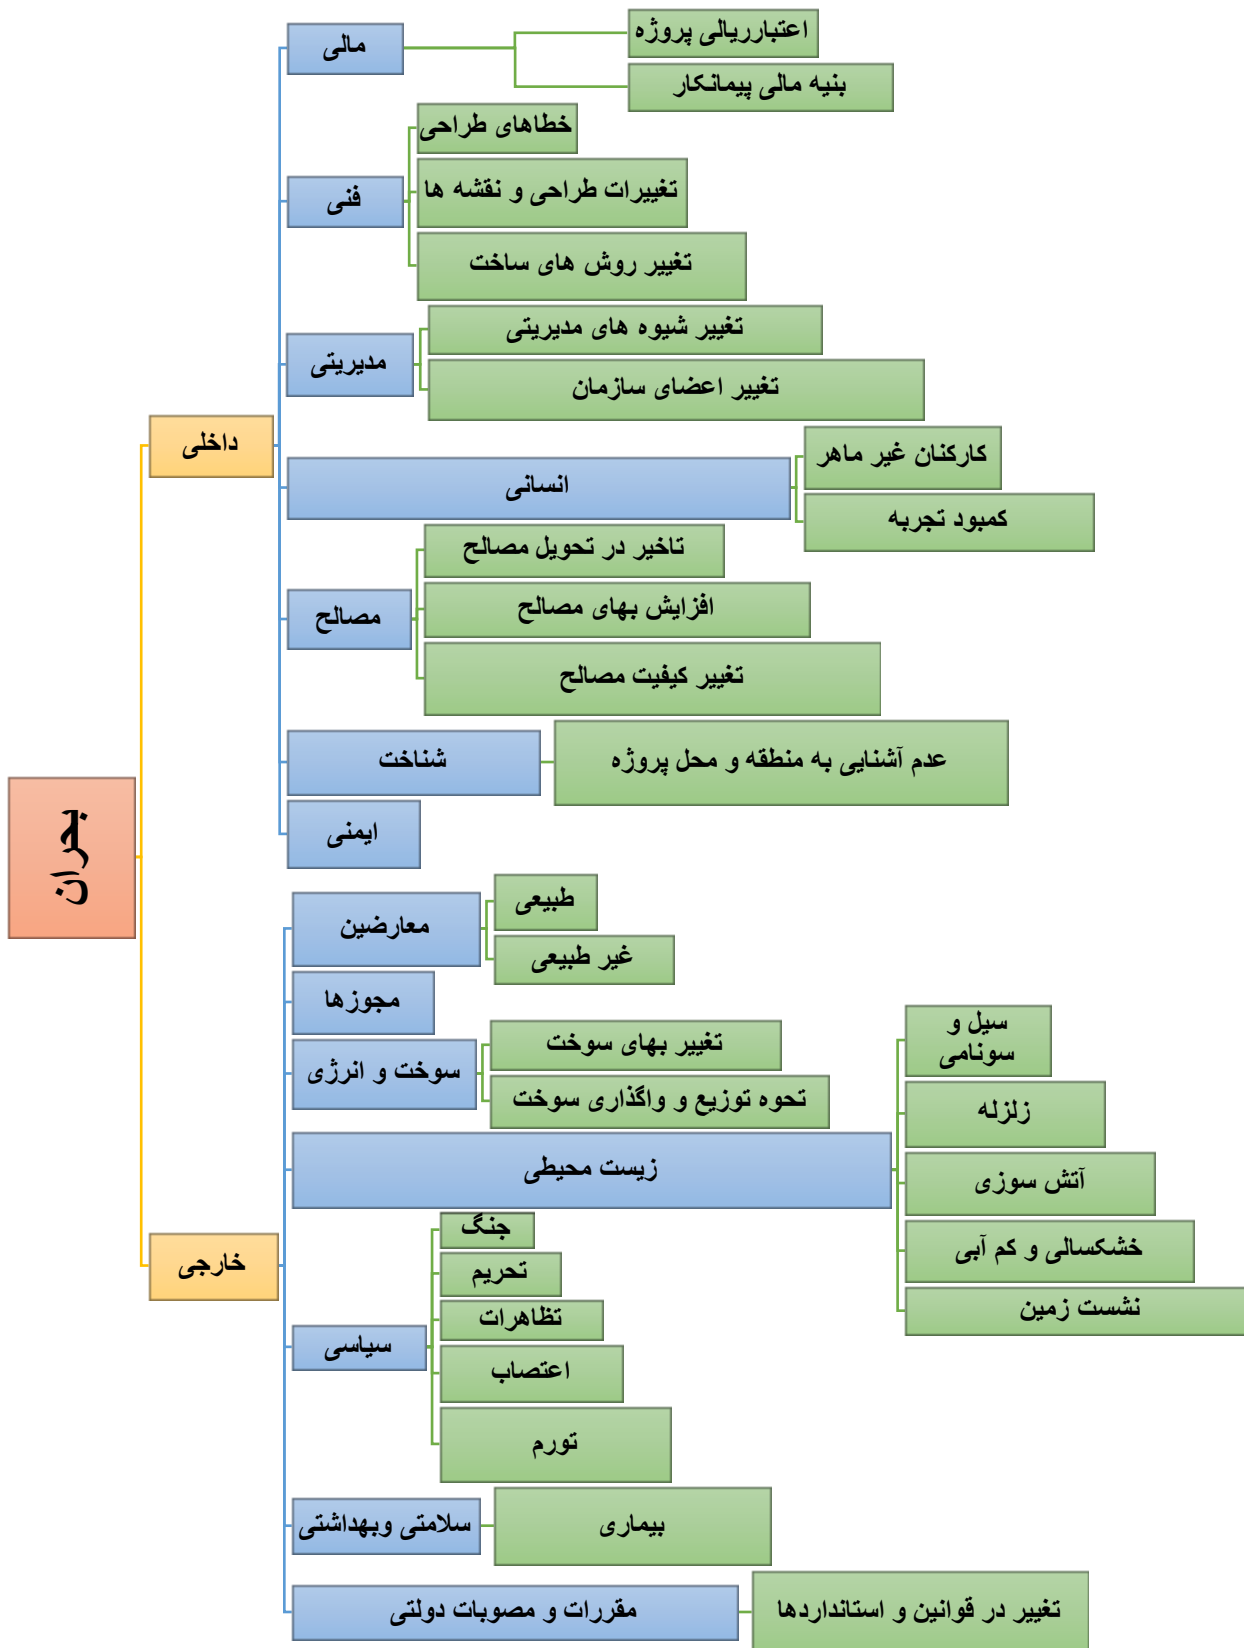 بحران
داخلی
مالی
اعتبارریالی پروژه
بنیه مالی پیمانکار
فنی
خطاهای طراحی
تغییرات طراحی و نقشه ها
تغییر روش های ساخت
مدیریتی
تغییر شیوه های مدیریتی
تغییر اعضای سازمان
انسانی
کارکنان غیر ماهر
کمبود تجربه
مصالح
تاخیر در تحویل مصالح
افزایش بهای مصالح
تغییر کیفیت مصالح
شناخت
عدم آشنایی به منطقه و محل پروژه
ایمنی
خارجی
معارضین
طبیعی
غیر طبیعی
مجوزها
سوخت و انرژی
تغییر بهای سوخت
تحوه توزیع و واگذاری سوخت
زیست محیطی
سیل و
سونامی
زلزله
آتش سوزی
خشکسالی و کم آبی
نشست زمین
سیاسی
جنگ
تحریم
تظاهرات
اعتصاب
تورم
سلامتی وبهداشتی
بیماری
مقررات و مصوبات دولتی
تغییر در قوانین و استانداردها